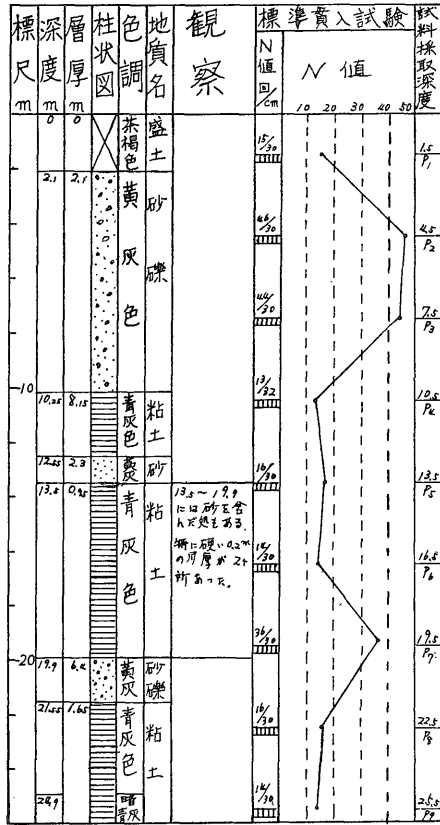 標尺 m
深度 m
層厚 m
柱状図
色調
地質名
観察
標準貫入試験
N値 回/cm
N値
10 20 30 40 50
試料採取深度
0 0
茶褐色
盛土
15/30
1.5
P1
2.1 2.1
黄灰色
砂礫
46/30
4.5
P2
44/30
7.5
P3
-10
10.25 8.15
青灰色
粘土
13/32
10.5
P4
12.55 2.3
砂
16/30
13.5
P5
13.5 0.95
青灰色
粘土
13.5~19.9
には砂を含
んだ処もある.
特に硬い0.2m
の層厚が2ヶ
所あった。
14/30
16.5
P6
36/30
19.5
P7
-20
19.9 6.4
黄灰
砂礫
21.55 1.65
青灰色
粘土
16/30
22.5
P8
暗青灰
14/30
25.5
P9